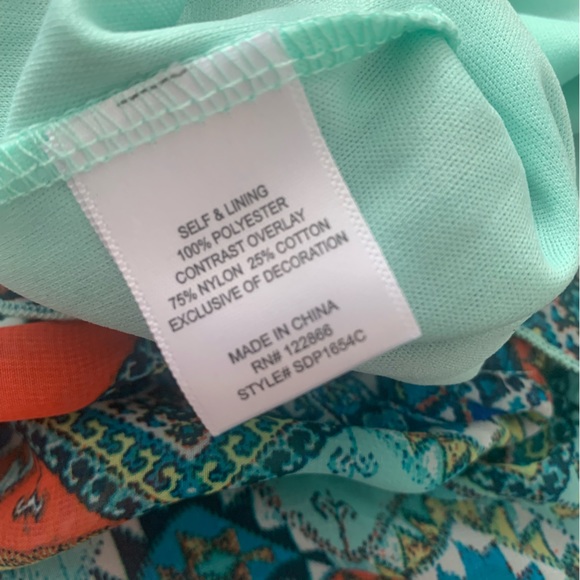 SELF & LINING
100% POLYESTER
CONTRAST OVERLAY
75% NYLON 25% COTTON
EXCLUSIVE OF DECORATION
MADE IN CHINA
RN# 122866
STYLE# SDP1654C